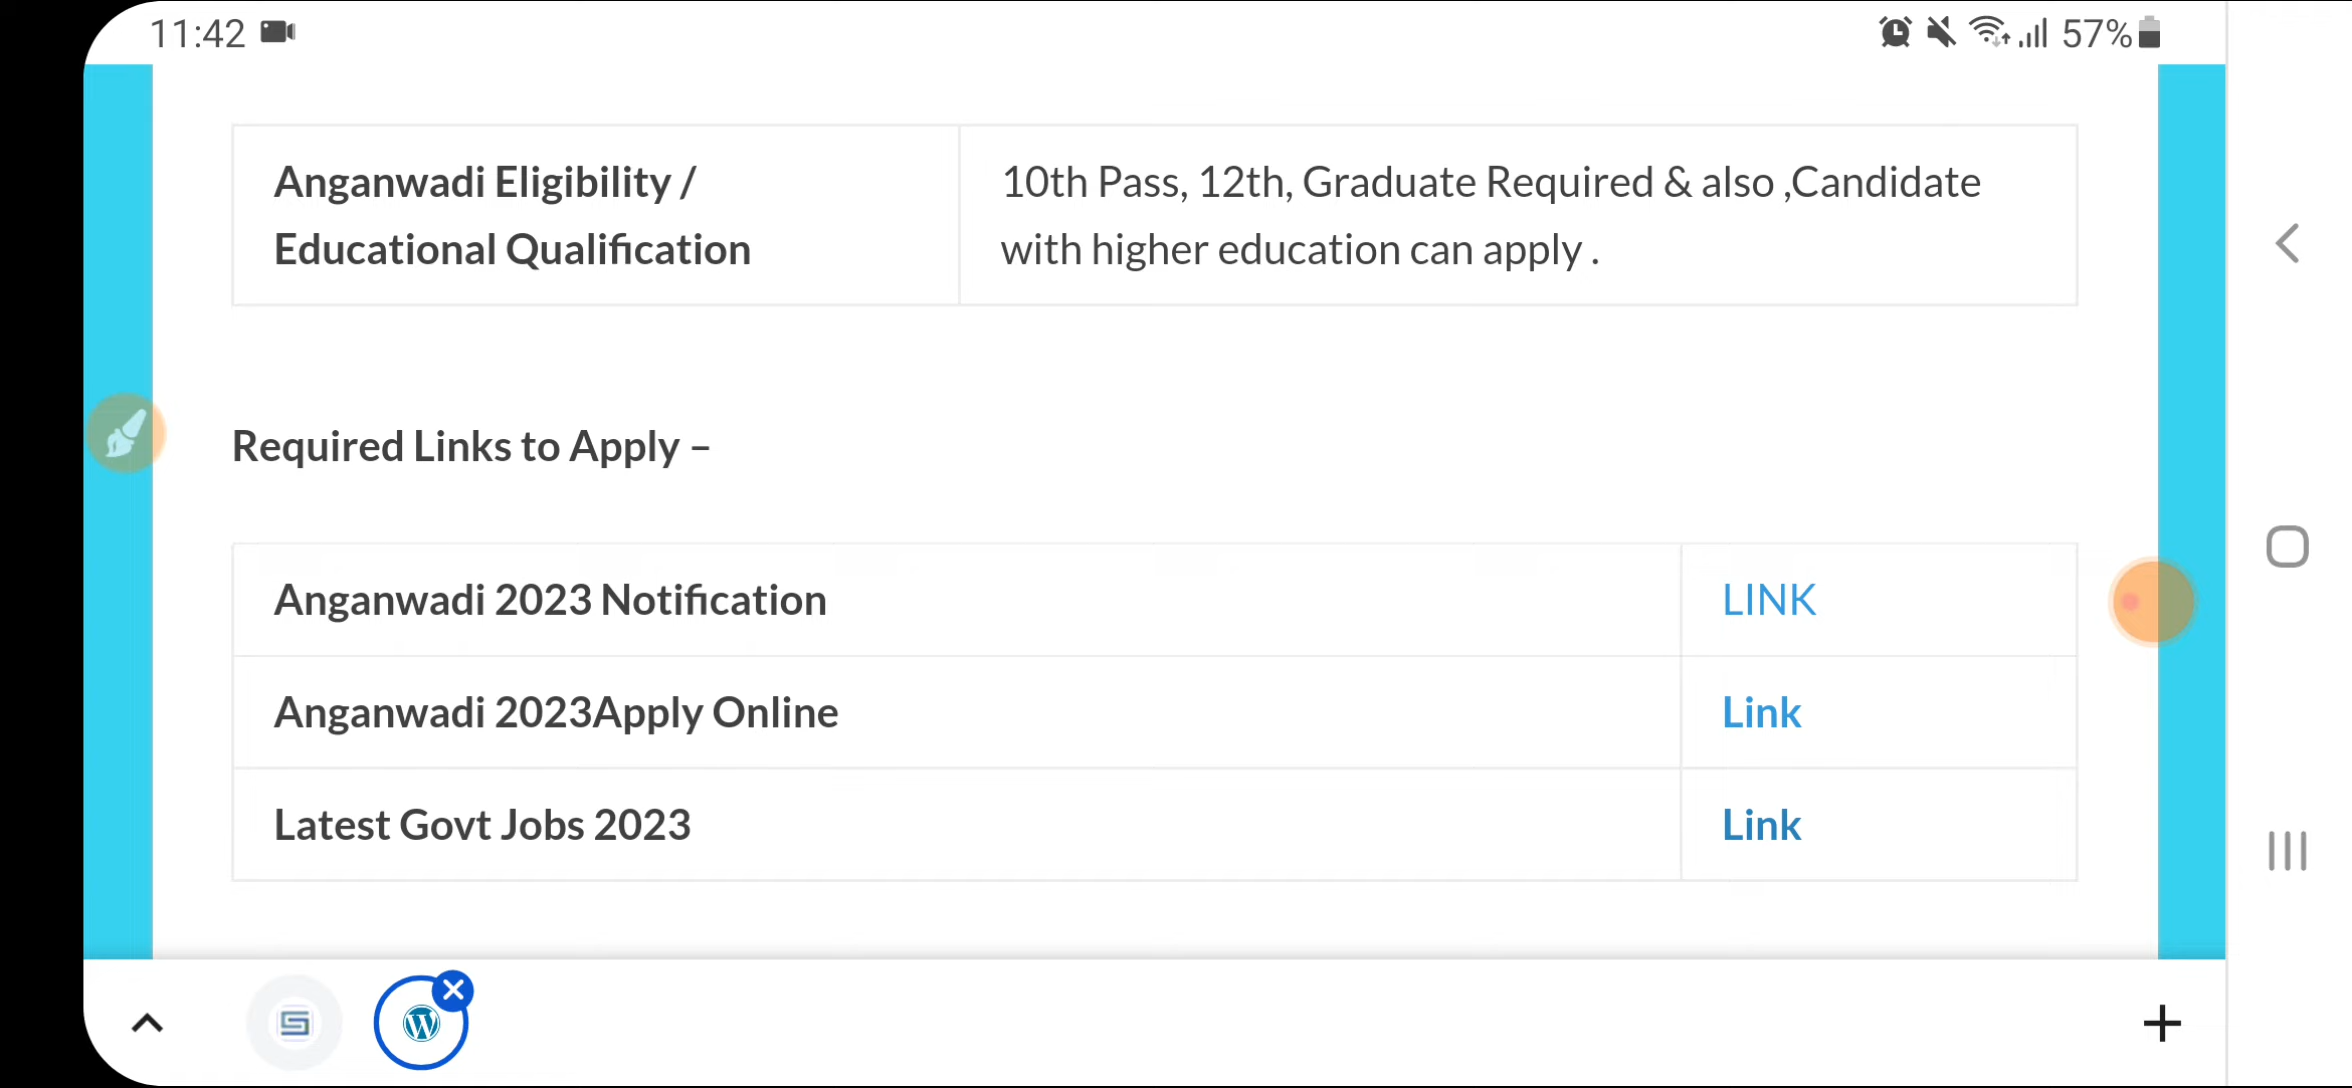 11:42
57%
Anganwadi Eligibility /
Educational Qualification
10th Pass, 12th, Graduate Required & also ,Candidate
with higher education can apply .
Required Links to Apply –
Anganwadi 2023 Notification
LINK
Anganwadi 2023Apply Online
Link
Latest Govt Jobs 2023
Link